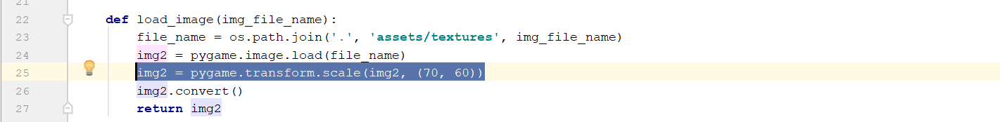 21
22 def load_image(img_file_name):
23 file_name = os.path.join('.', 'assets/textures', img_file_name)
24 img2 = pygame.image.load(file_name)
25 img2 = pygame.transform.scale(img2, (70, 60))
26 img2.convert()
27 return img2